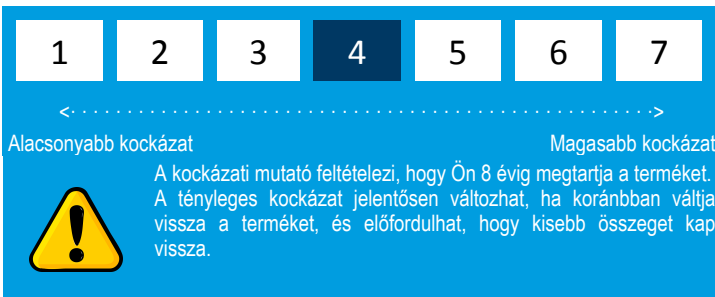 1 2 3 4 5 6 7
Alacsonyabb kockázat Magasabb kockázat
A kockázati mutató feltételezi, hogy Ön 8 évig megtartja a terméket.
A tényleges kockázat jelentősen változhat, ha koránbban váltja
vissza a terméket, és előfordulhat, hogy kisebb összeget kap
vissza.